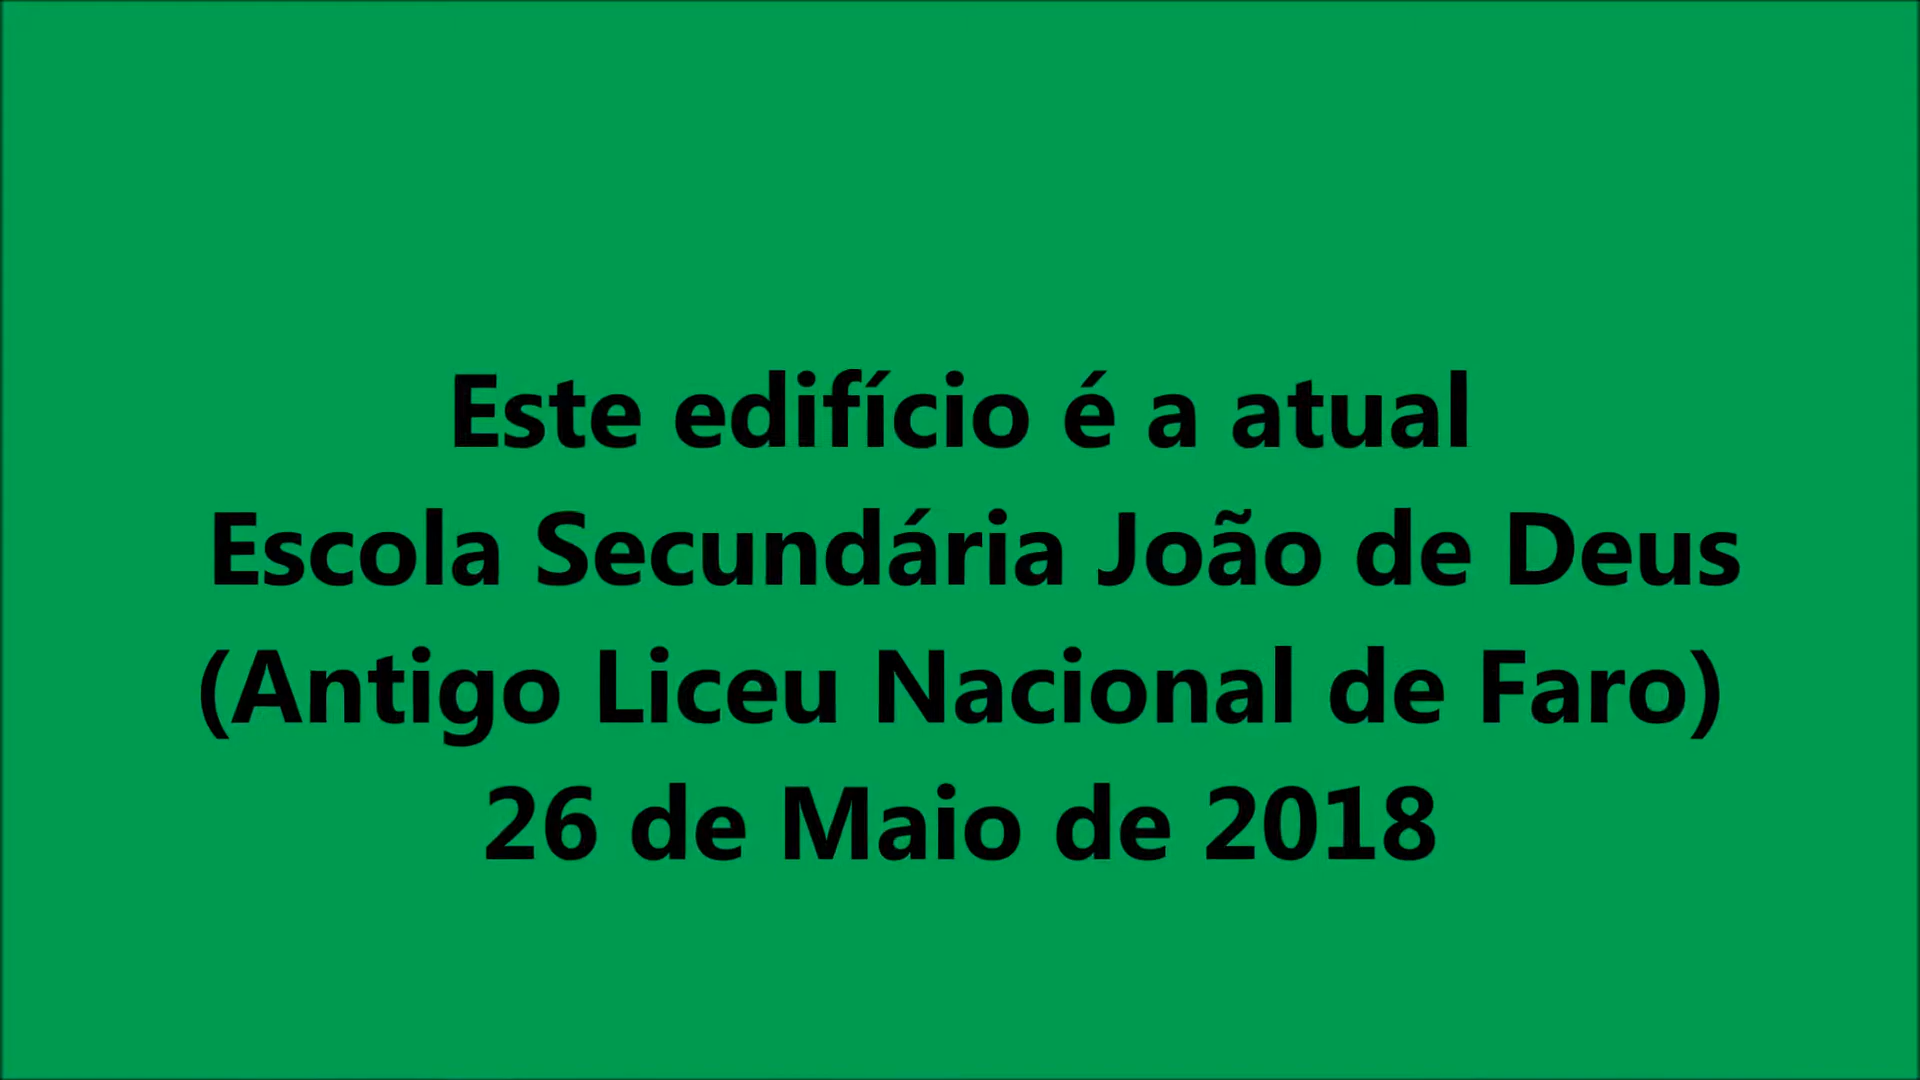 Este edifício é a atual
Escola Secundária João de Deus
(Antigo Liceu Nacional de Faro)
26 de Maio de 2018